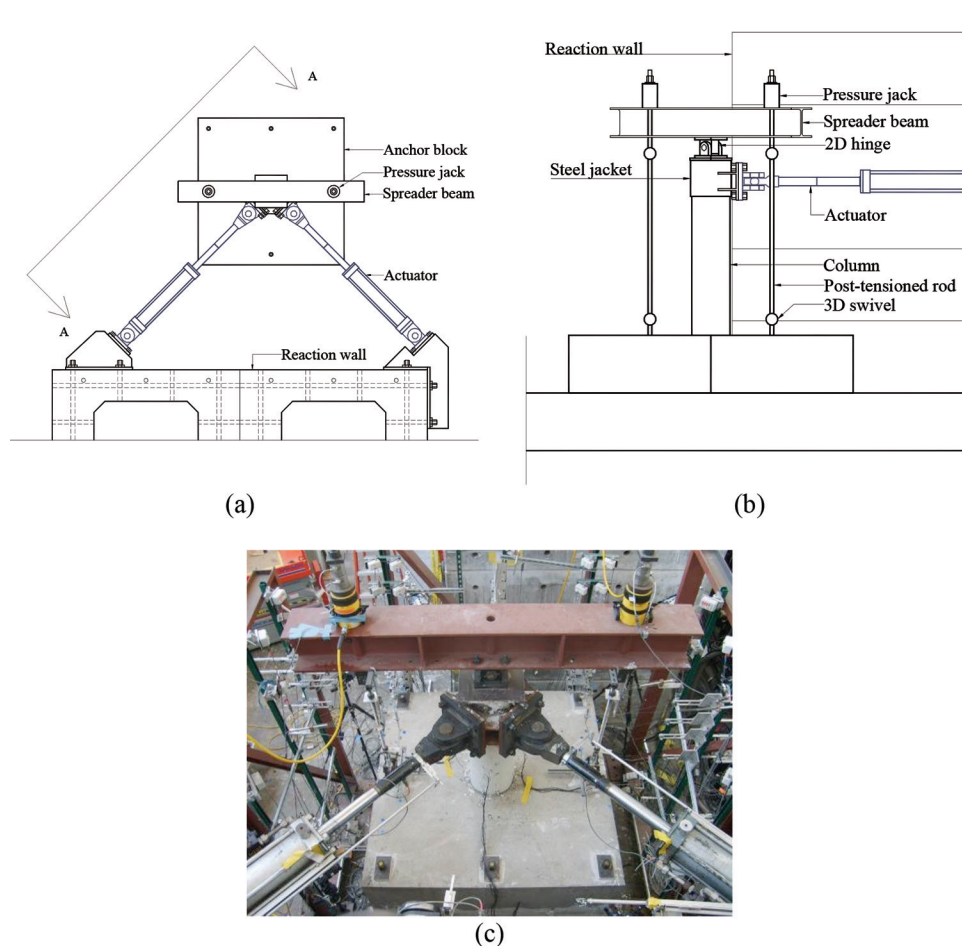 A
Anchor block
Pressure jack
Spreader beam
Actuator
A
Reaction wall
(a)
Reaction wall
Pressure jack
Spreader beam
2D hinge
Steel jacket
Actuator
Column
Post-tensioned rod
3D swivel
(b)
(c)